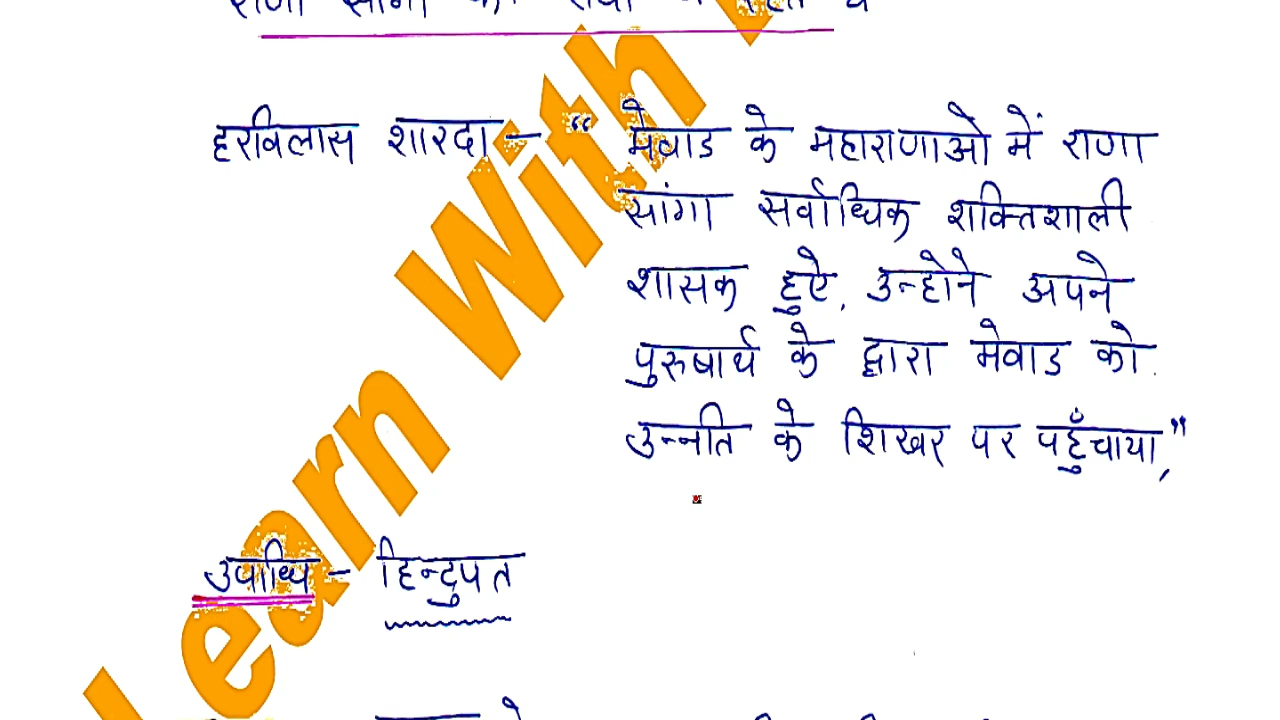 राणा सांगा
हरविलास शारदा - “ मेवाड के महाराणाओ में राणा
सांगा सर्वाधिक शक्तिशाली
शासक हुऐ, उन्होने अपने
पुरुषार्थ के द्वारा मेवाड को
उन्नति के शिखर पर पहुँचाया,”
उपाधि - हिन्दुपत
Learn With